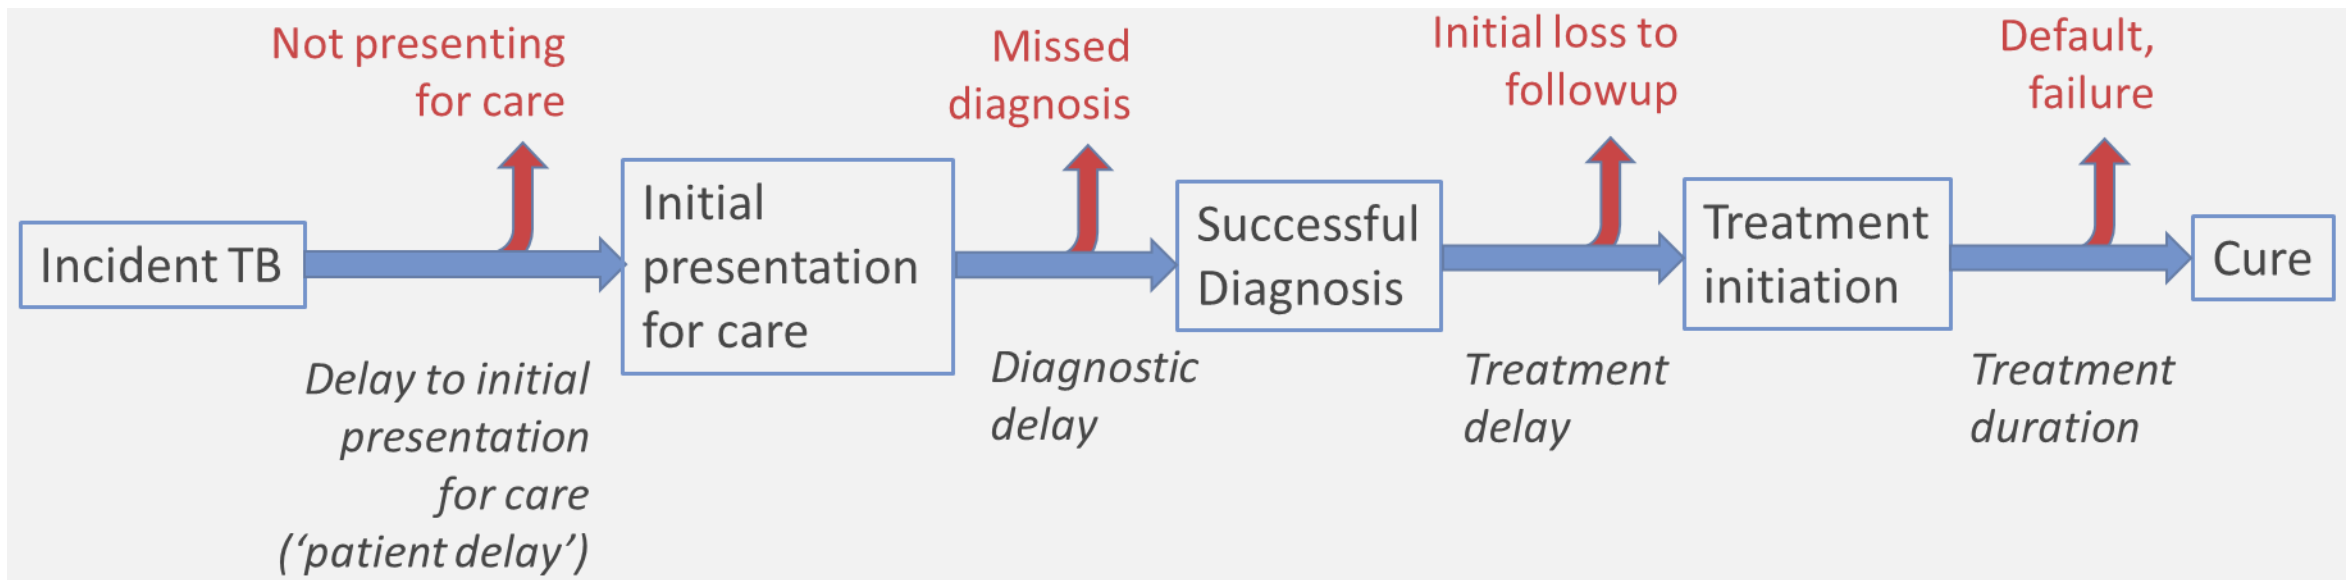 Not presenting
for care
Missed
diagnosis
Initial loss to
followup
Default,
failure
Incident TB
Initial
presentation
for care
Successful
Diagnosis
Treatment
initiation
Cure
Delay to initial
presentation
for care
(‘patient delay’)
Diagnostic
delay
Treatment
delay
Treatment
duration